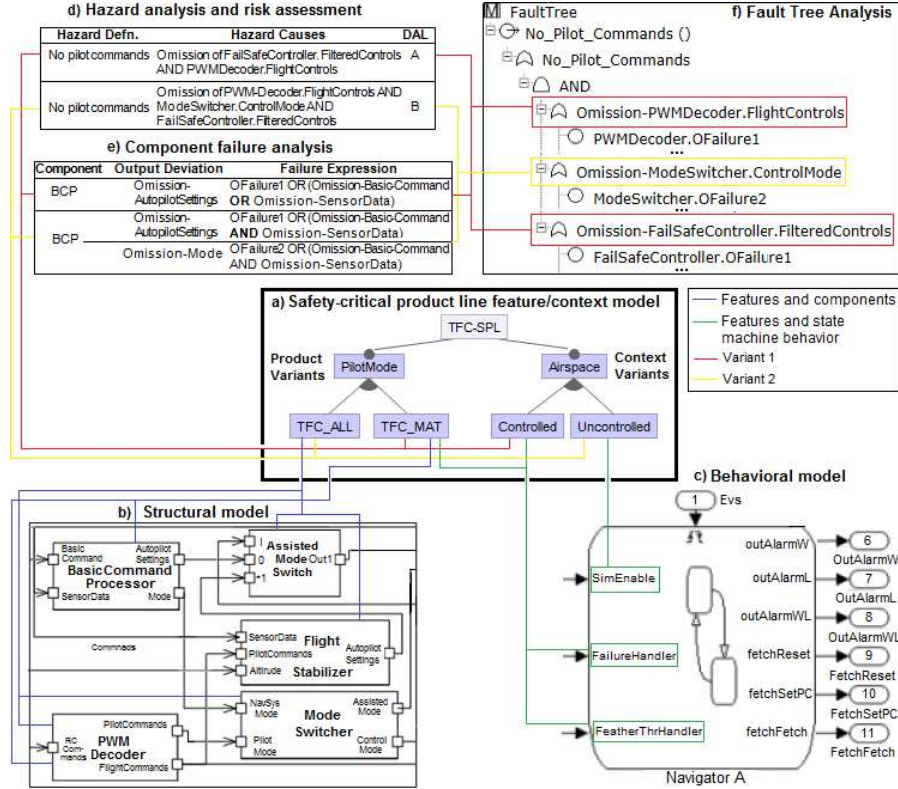 d) Hazard analysis and risk assessment
Hazard Defn. Hazard Causes DAL
No pilot commands Omission of FailSafeController.FilteredControls A
AND PWMDecoder.FlightControls
Omission of PWM-Decoder.FlightControls AND
No pilot commands ModeSwitcher.ControlMode AND B
FailSafeController.FilteredControls
e) Component failure analysis
Component Output Deviation Failure Expression
BCP Omission-
AutopilotSettings
OFailure1 OR (Omission-Basic-Command
OR Omission-SensorData)
BCP Omission-
AutopilotSettings
OFailure1 OR (Omission-Basic-Command
AND Omission-SensorData)
Omission-Mode OFailure2 OR (Omission-Basic-Command
AND Omission-SensorData)
FaultTree f) Fault Tree Analysis
No_Pilot_Commands ()
No_Pilot_Commands
AND
Omission-PWMDecoder.FlightControls
PWMDecoder.OFailure1
...
Omission-ModeSwitcher.ControlMode
ModeSwitcher.OFailure2
...
Omission-FailSafeController.FilteredControls
FailSafeController.OFailure1
...
a) Safety-critical product line feature/context model
TFC-SPL
Product
Variants
PilotMode
Airspace
Context
Variants
TFC_ALL TFC_MAT Controlled Uncontrolled
Features and components
Features and state
machine behavior
Variant 1
Variant 2
b) Structural model
Basic
Command
Autopilot
Settings
Basic Command
Processor
SensorData Mode
I
0
*1
Assisted
Mode Out1
Switch
Commnads
SensorData Flight
PilotCommands Autopilot
Settings
Altirude Stabilizer
NavSys
Mode
Assisted
Mode
Mode
Switcher
Pilot
Mode
Control
Mode
PilotCommands
RC
Com-
mands
PWM
Decoder
FlightCommands
c) Behavioral model
1 Evs
SimEnable
FailureHandler
FeatherThrHandler
outAlarmW 6
OutAlarmW
outAlarmL 7
OutAlarmL
outAlarmWL 8
OutAlarmWL
fetchReset 9
FetchReset
fetchSetPC 10
FetchSetPC
fetchFetch 11
FetchFetch
Navigator A